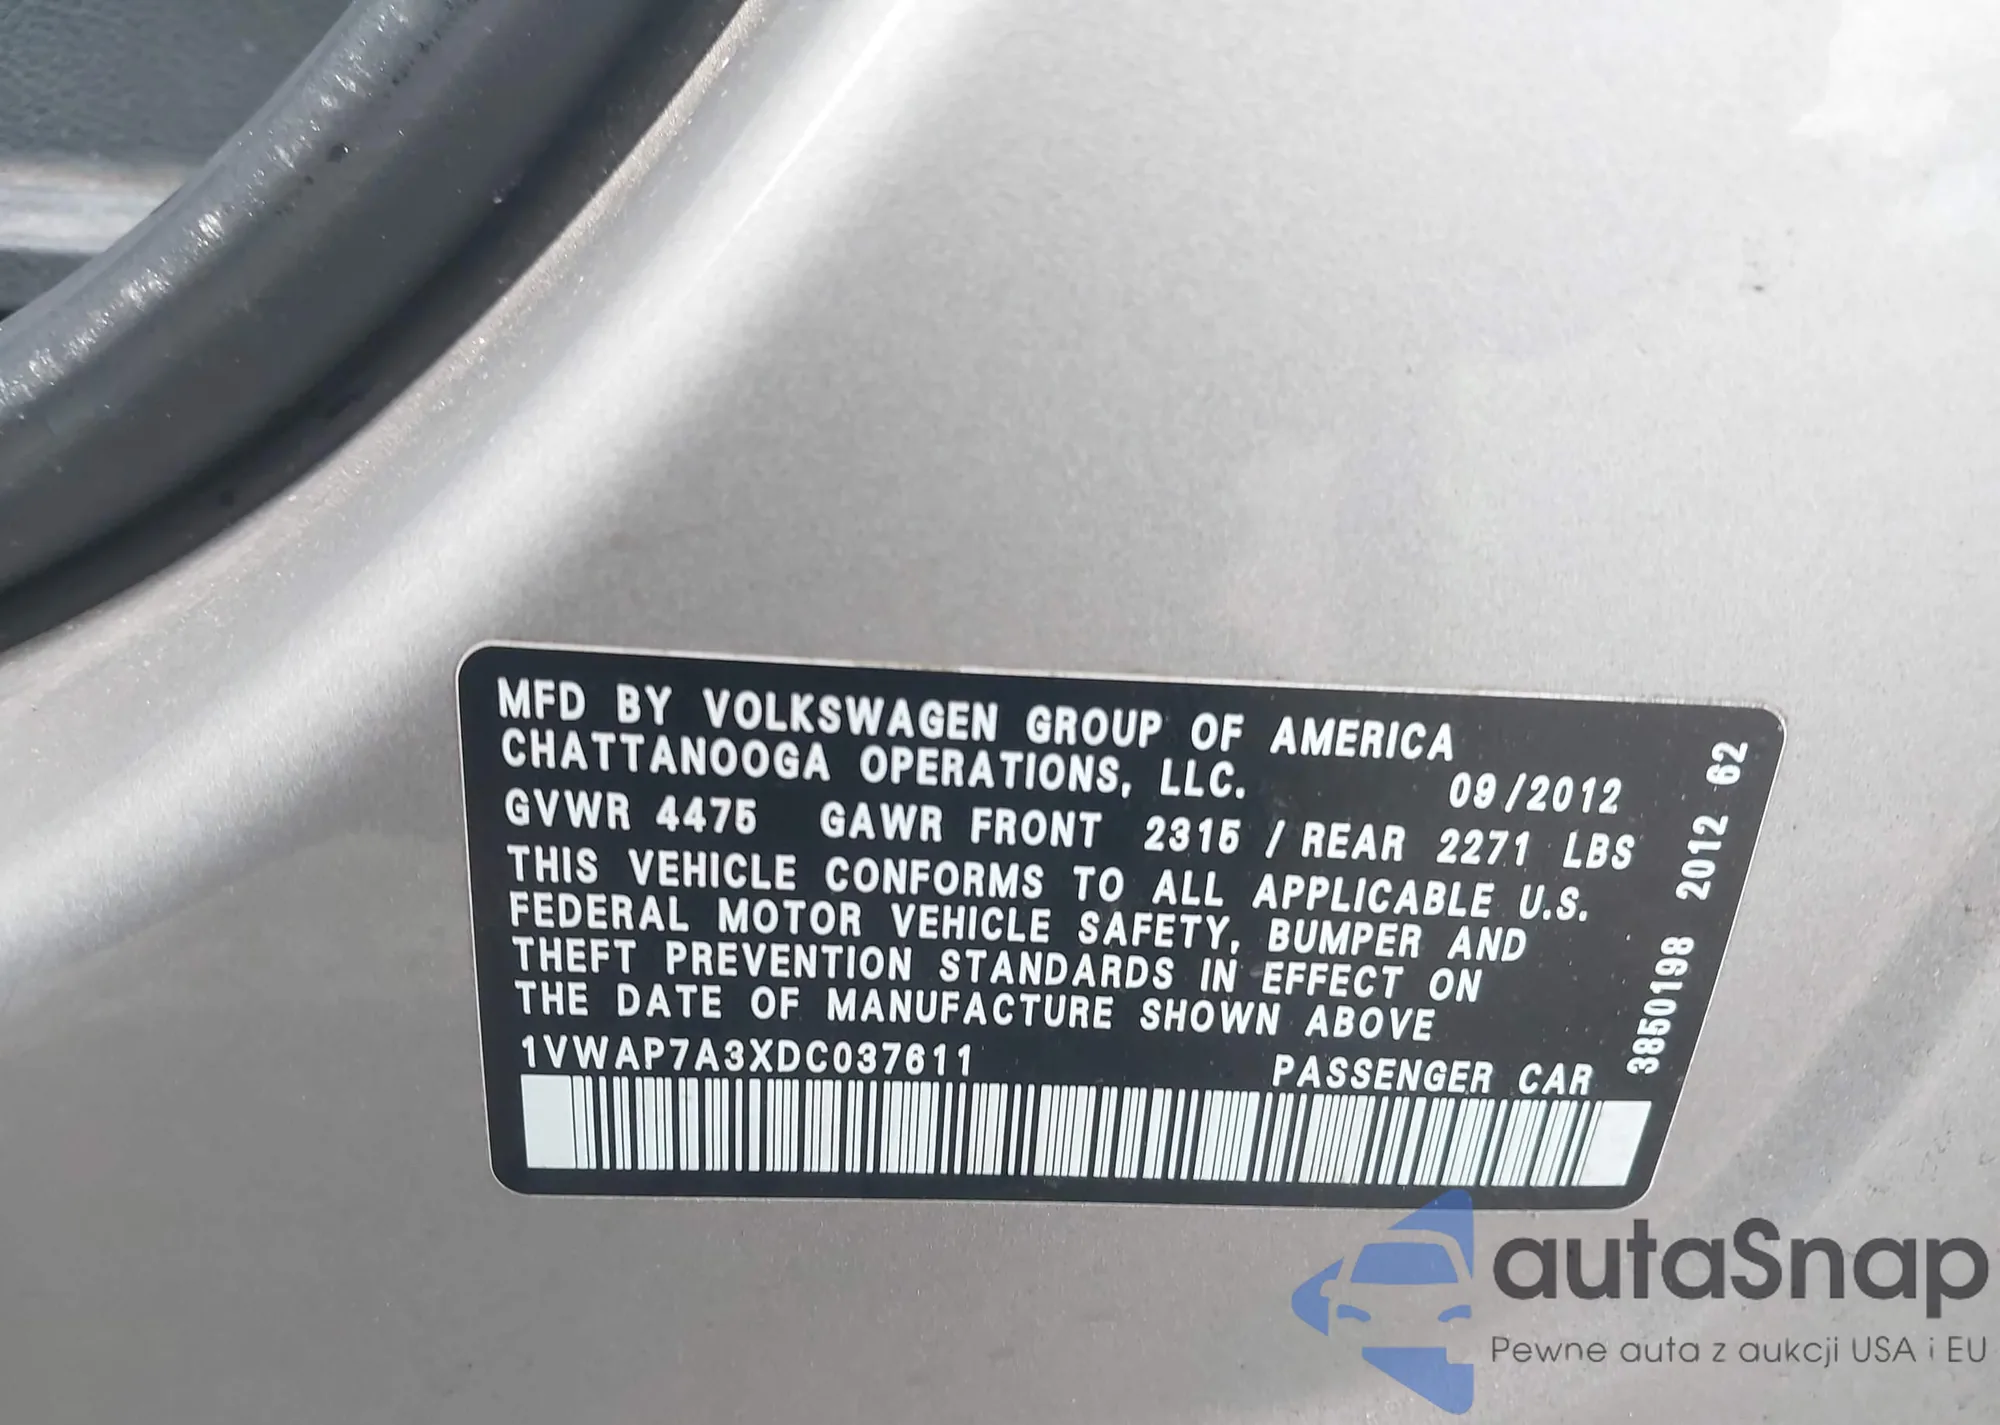 MFD BY VOLKSWAGEN GROUP OF AMERICA
CHATTANOOGA OPERATIONS, LLC.
09/2012
GVWR 4475 GAWR FRONT 2315 / REAR 2271 LBS
THIS VEHICLE CONFORMS TO ALL APPLICABLE U.S.
FEDERAL MOTOR VEHICLE SAFETY, BUMPER AND
THEFT PREVENTION STANDARDS IN EFFECT ON
THE DATE OF MANUFACTURE SHOWN ABOVE
1VWAP7A3XDC037611 PASSENGER CAR
3850198 2012 62
autaSnap
Pewne auta z aukcji USA i EU